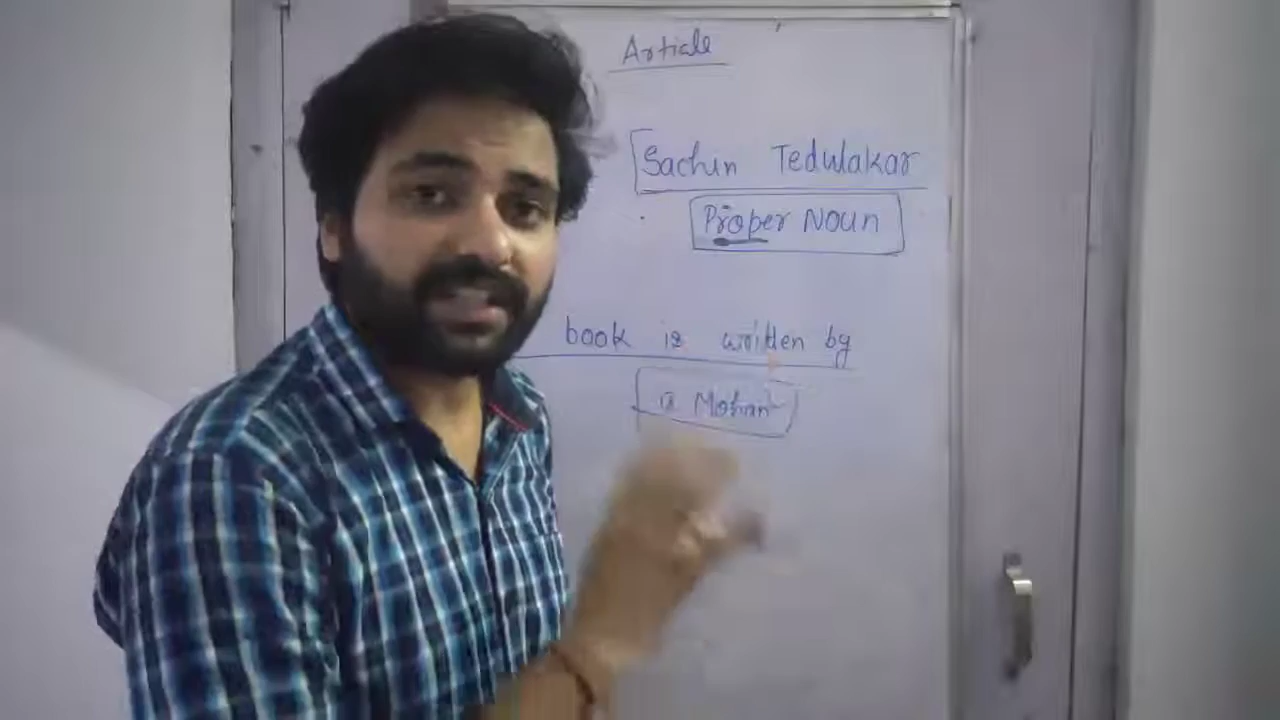 Article
Sachin Tedulakar
Proper Noun
book is written by
a Mohan